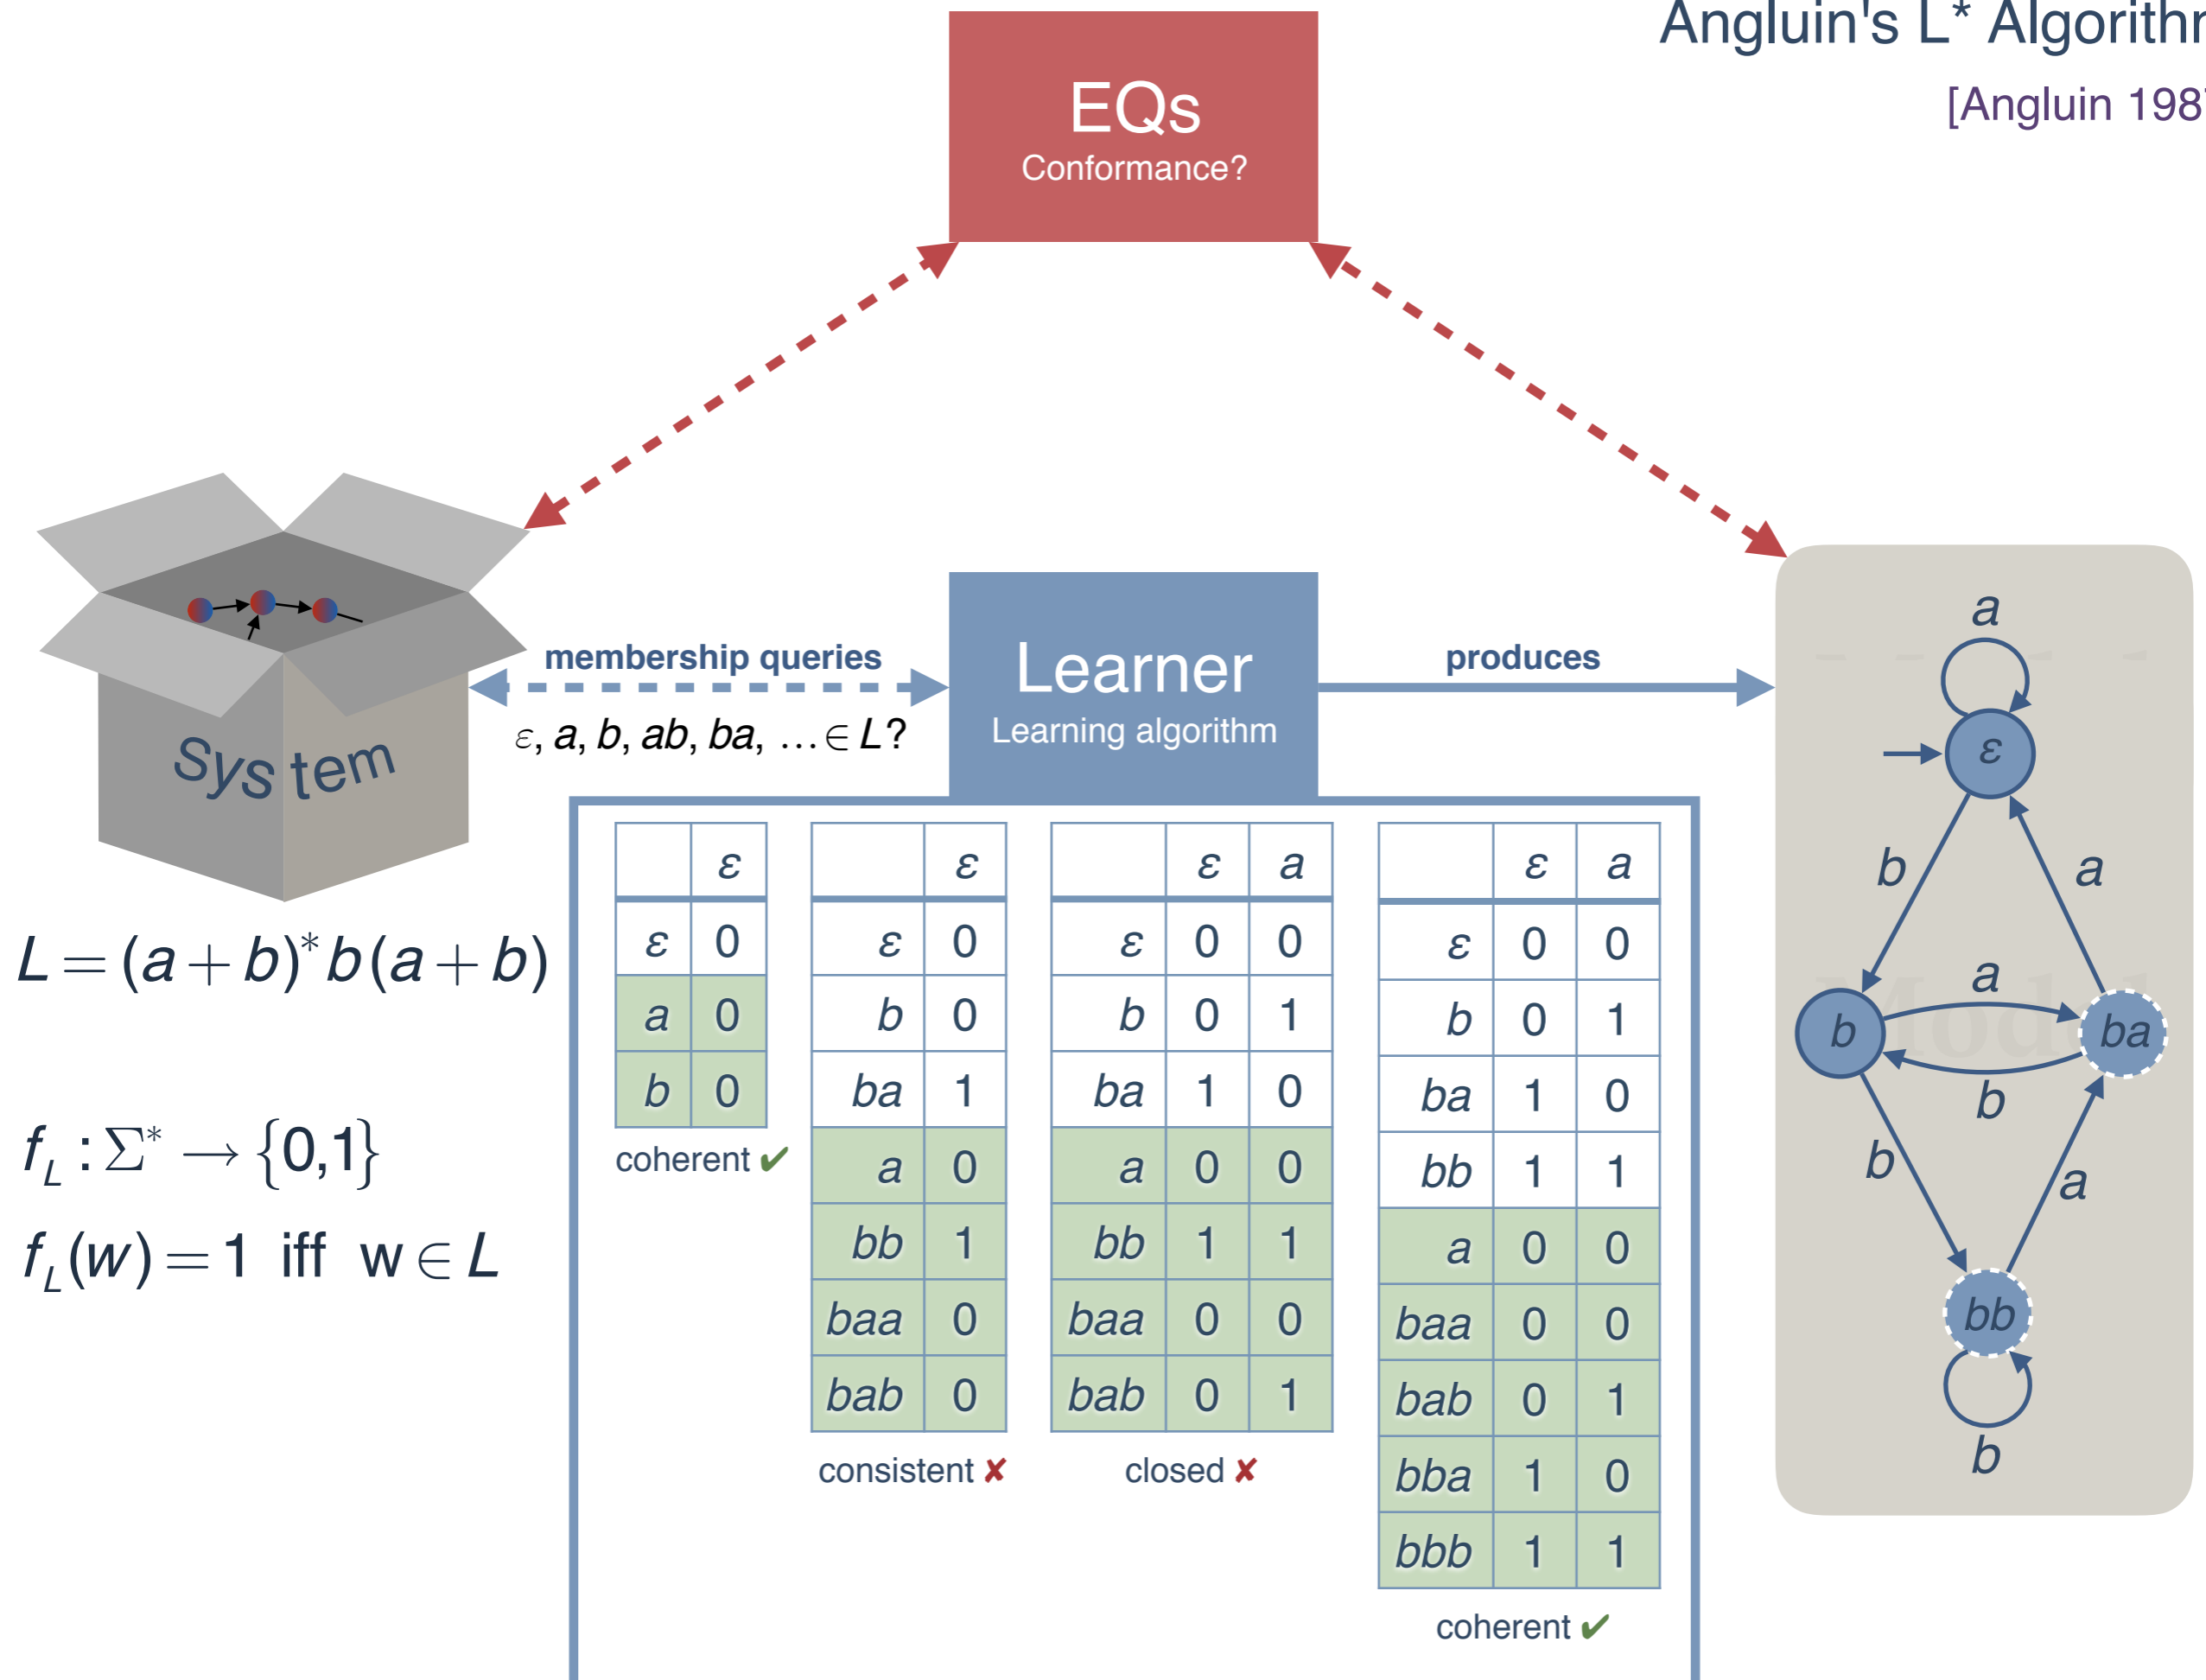 Angluin's L* Algorithm
[Angluin 1987
EQs
Conformance?
System
membership queries
ε, a, b, ab, ba, … ∈ L?
Learner
Learning algorithm
produces
L = (a + b)* b (a + b)
f_L : Σ* → {0,1}
f_L(w) = 1 iff w ∈ L
ε
ε 0
a 0
b 0
coherent ✔
ε
ε 0
b 0
ba 1
a 0
bb 1
baa 0
bab 0
consistent ✘
ε a
ε 0 0
b 0 1
ba 1 0
a 0 0
bb 1 1
baa 0 0
bab 0 1
closed ✘
ε a
ε 0 0
b 0 1
ba 1 0
bb 1 1
a 0 0
baa 0 0
bab 0 1
bba 1 0
bbb 1 1
coherent ✔
a
ε
b
a
a
b
ba
b
b
a
bb
b